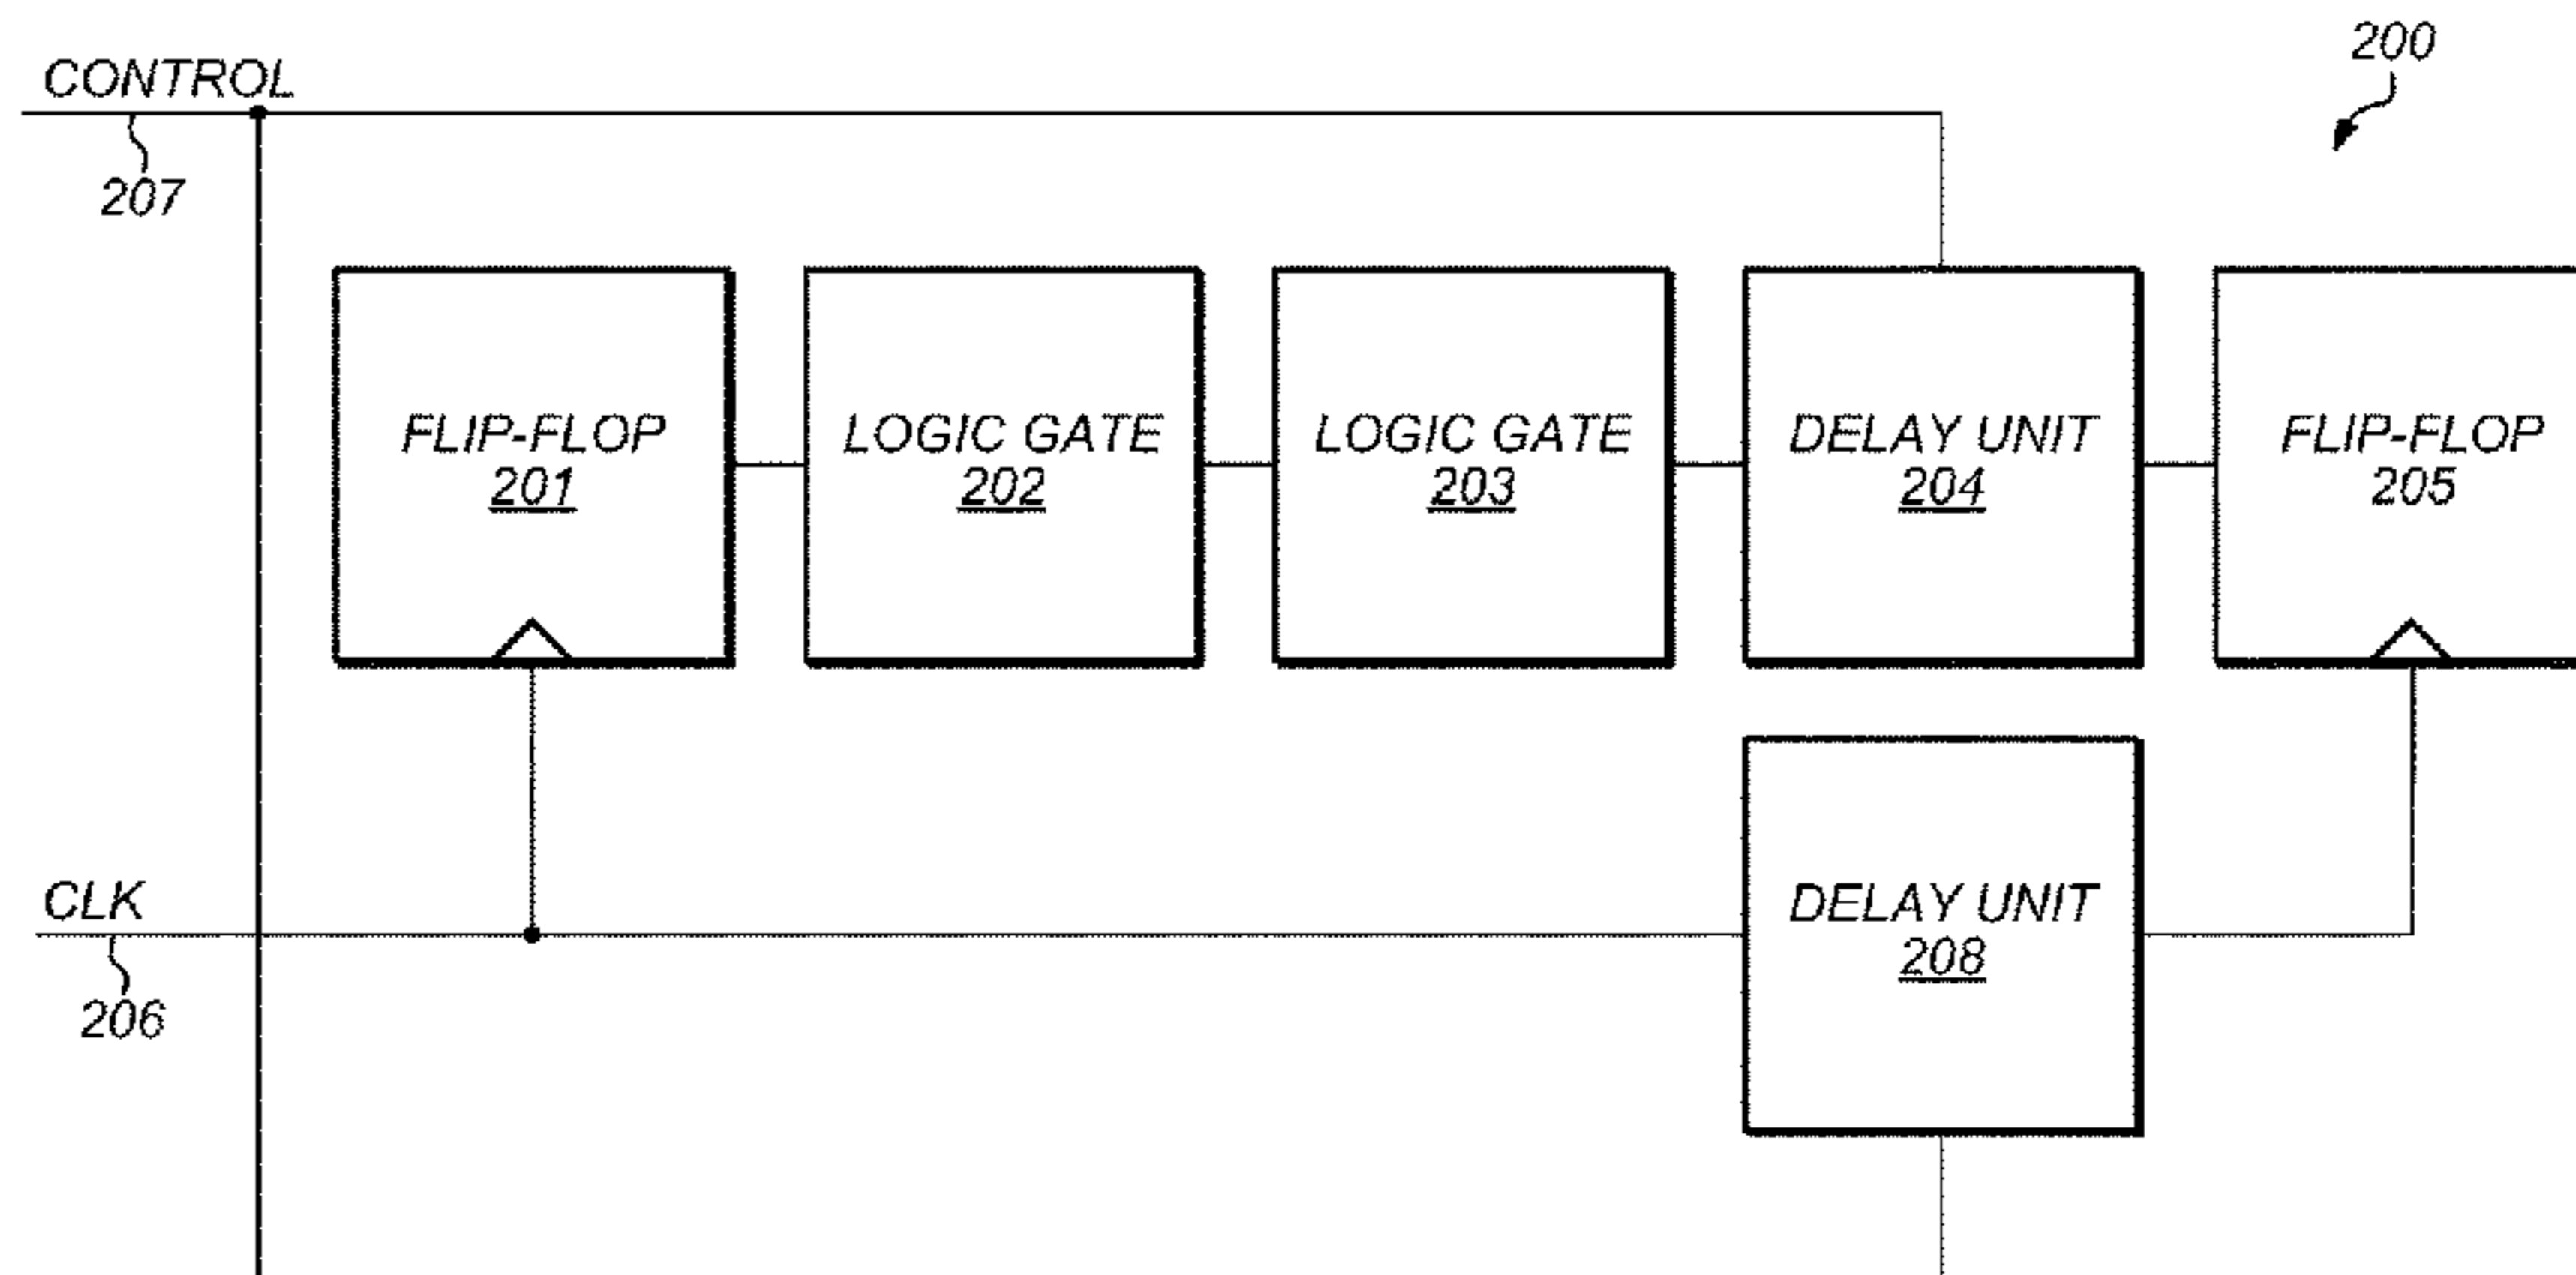 200
CONTROL
207
FLIP-FLOP
201
LOGIC GATE
202
LOGIC GATE
203
DELAY UNIT
204
FLIP-FLOP
205
CLK
206
DELAY UNIT
208